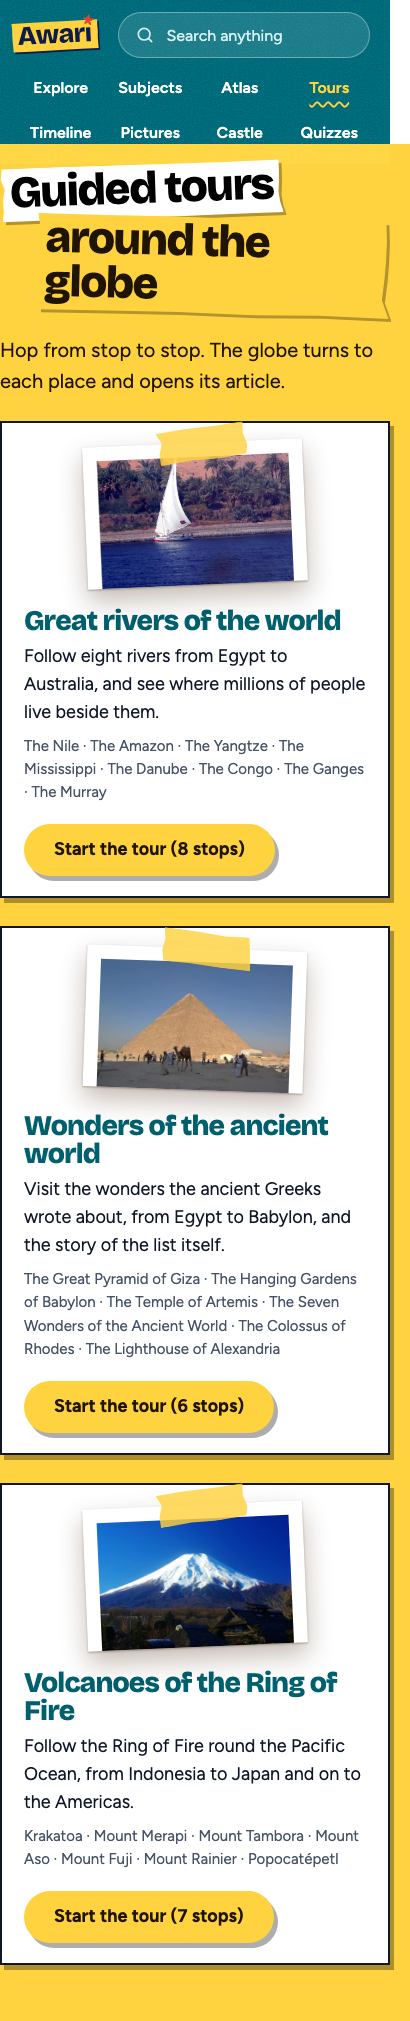 Awari
Search anything
Explore Subjects Atlas Tours
Timeline Pictures Castle Quizzes
Guided tours
around the
globe
Hop from stop to stop. The globe turns to
each place and opens its article.
Great rivers of the world
Follow eight rivers from Egypt to
Australia, and see where millions of people
live beside them.
The Nile · The Amazon · The Yangtze · The
Mississippi · The Danube · The Congo · The Ganges
· The Murray
Start the tour (8 stops)
Wonders of the ancient
world
Visit the wonders the ancient Greeks
wrote about, from Egypt to Babylon, and
the story of the list itself.
The Great Pyramid of Giza · The Hanging Gardens
of Babylon · The Temple of Artemis · The Seven
Wonders of the Ancient World · The Colossus of
Rhodes · The Lighthouse of Alexandria
Start the tour (6 stops)
Volcanoes of the Ring of
Fire
Follow the Ring of Fire round the Pacific
Ocean, from Indonesia to Japan and on to
the Americas.
Krakatoa · Mount Merapi · Mount Tambora · Mount
Aso · Mount Fuji · Mount Rainier · Popocatépetl
Start the tour (7 stops)